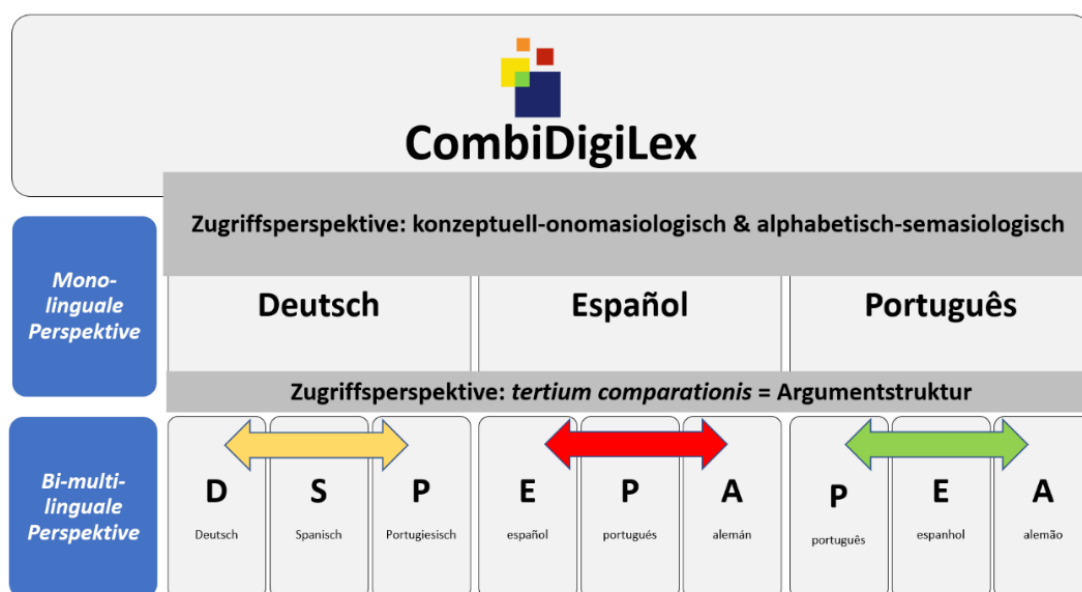 CombiDigiLex
Zugriffsperspektive: konzeptuell-onomasiologisch & alphabetisch-semasiologisch
Mono-
linguale
Perspektive
Deutsch
Español
Português
Zugriffsperspektive: tertium comparationis = Argumentstruktur
Bi-multi-
linguale
Perspektive
D
S
P
E
P
A
P
E
A
Deutsch
Spanisch
Portugiesisch
español
portugués
alemán
português
espanhol
alemão